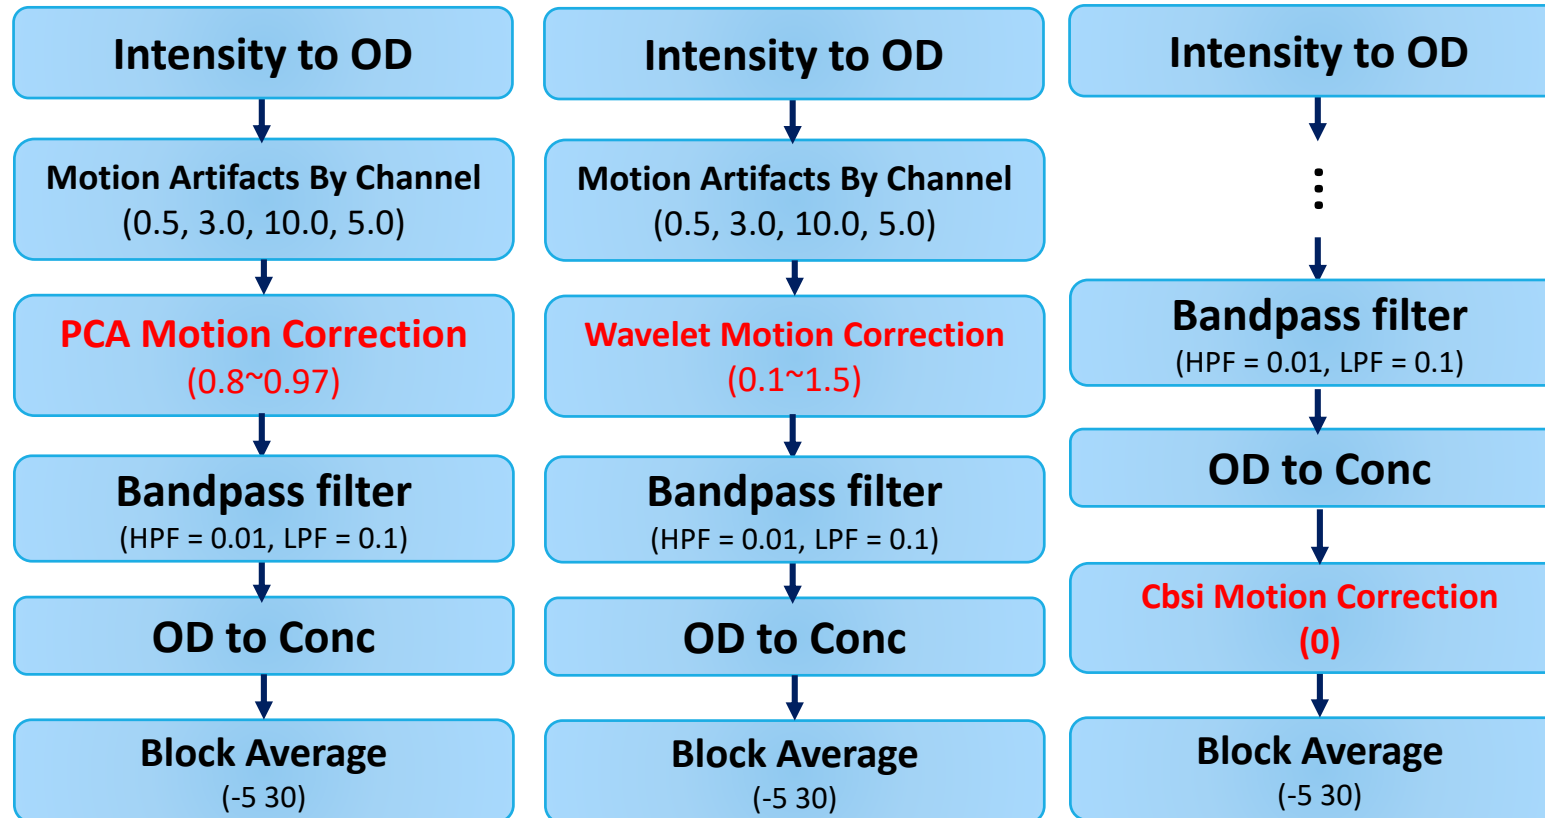 Intensity to OD
Motion Artifacts By Channel
(0.5, 3.0, 10.0, 5.0)
PCA Motion Correction
(0.8~0.97)
Bandpass filter
(HPF = 0.01, LPF = 0.1)
OD to Conc
Block Average
(-5 30)
Intensity to OD
Motion Artifacts By Channel
(0.5, 3.0, 10.0, 5.0)
Wavelet Motion Correction
(0.1~1.5)
Bandpass filter
(HPF = 0.01, LPF = 0.1)
OD to Conc
Block Average
(-5 30)
Intensity to OD
⋮
Bandpass filter
(HPF = 0.01, LPF = 0.1)
OD to Conc
Cbsi Motion Correction
(0)
Block Average
(-5 30)